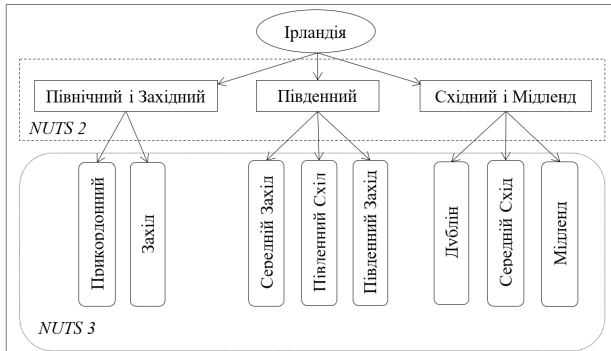 Ірландія
Північний і Західний
Південний
Східний і Мідленд
NUTS 2
Прикордонний
Захід
Середній Захід
Південний Схід
Південний Захід
Дублін
Середній Схід
Мідленд
NUTS 3